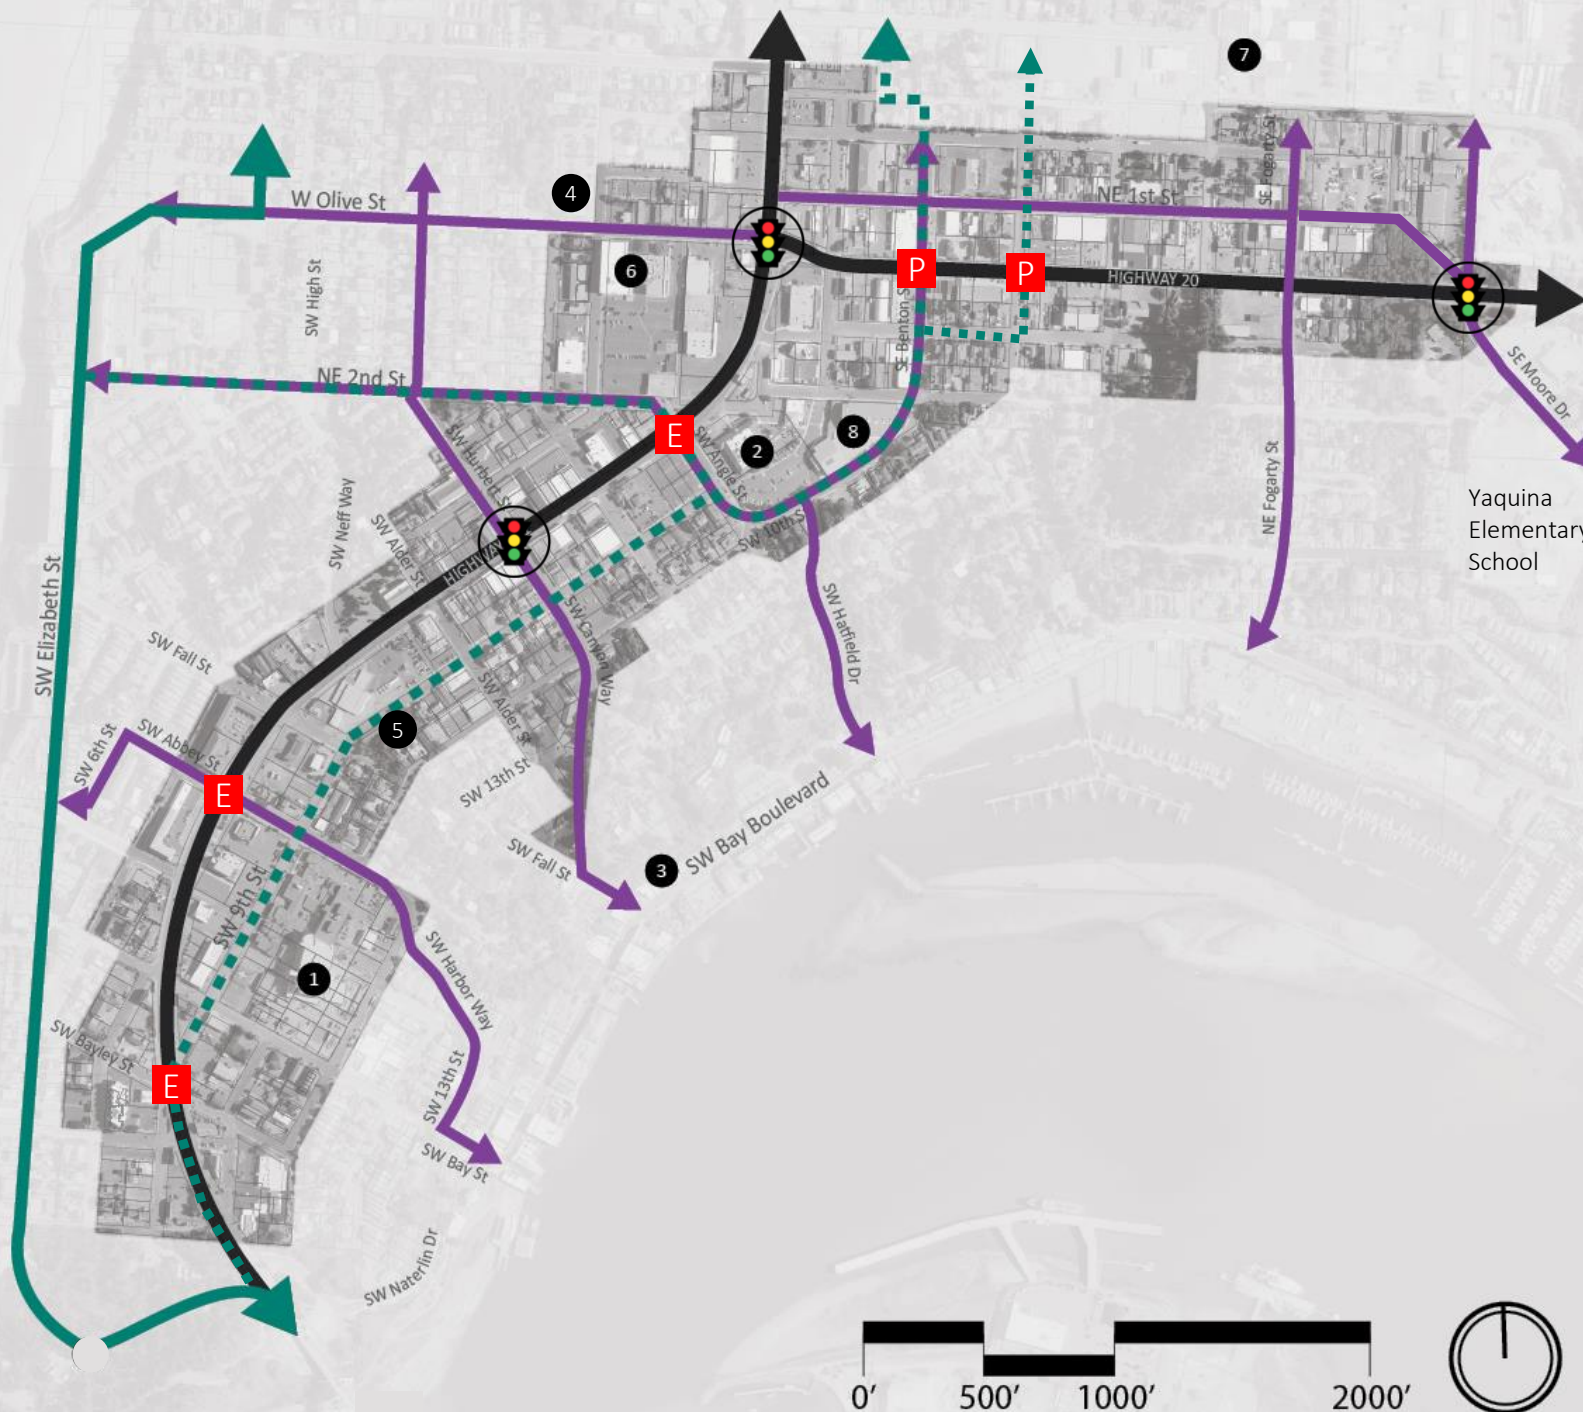 7
W Olive St
4
NE 1st St
SE Fogarty St
6
SW High St
P
P
HIGHWAY 20
SE Benton S
NE 2nd St
SE Moore Dr
E
8
2
SW Angle St
SW Hurbert S
SW Neff Way
SW Alder St
NE Fogarty St
Yaquina
Elementary
School
SW 10th S
HIGHWAY
SW Elizabeth St
SW Canyon Way
SW Hatfield Dr
SW Fall St
SW Alder St
5
SW 6th St
SW Abbey St
E
SW 13th St
SW Bay Boulevard
SW Fall St
3
SW 9th St
1
SW Harbor Way
SW Bayley St
E
SW 13th St
SW Bay St
SW Naterlin Dr
0' 500' 1000' 2000'